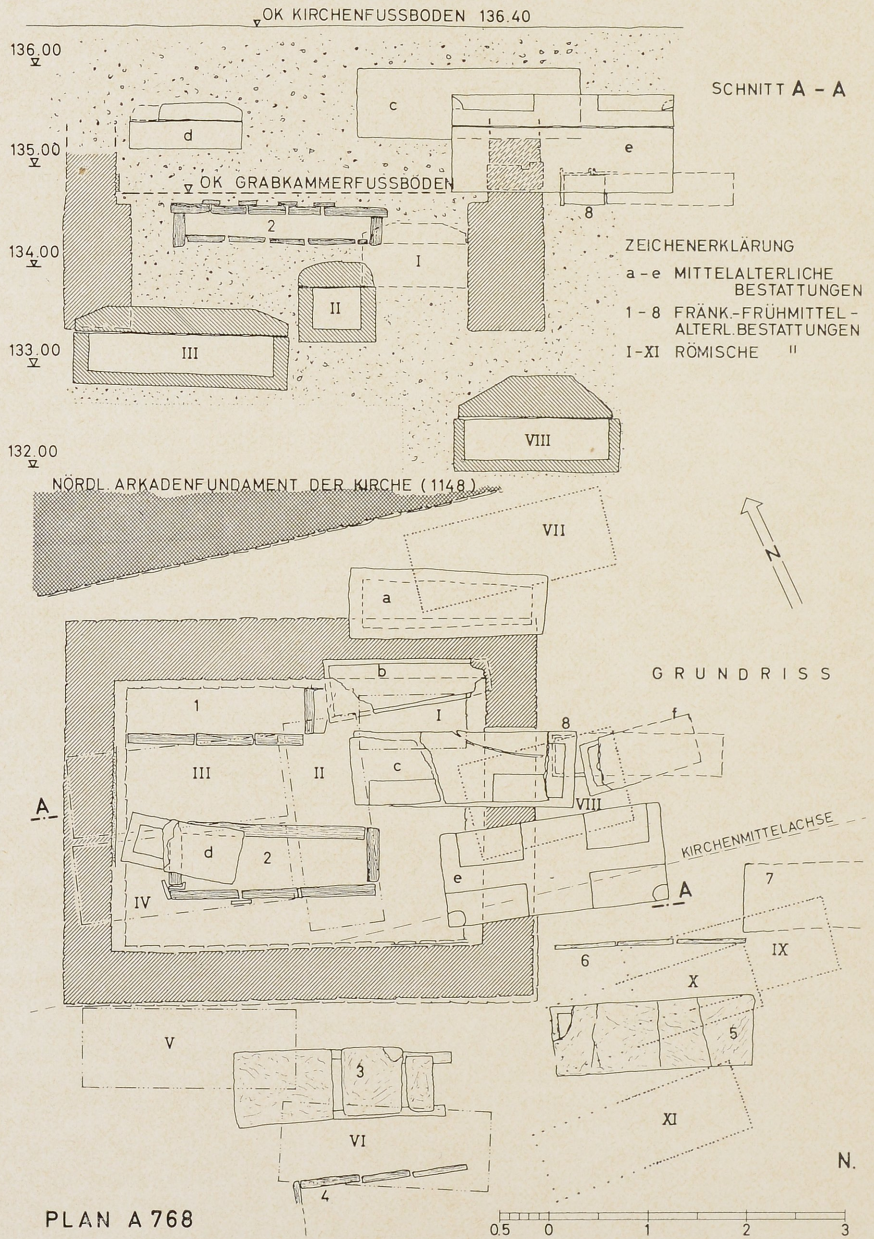 OK KIRCHENFUSSBODEN 136.40
136.00
SCHNITT A - A
c
d
135.00
e
OK GRABKAMMERFUSSBODEN
8
2
134.00
I
ZEICHENERKLÄRUNG
a - e MITTELALTERLICHE
BESTATTUNGEN
II
1 - 8 FRÄNK.-FRÜHMITTEL-
ALTERL. BESTATTUNGEN
133.00
III
I-XI RÖMISCHE "
VIII
132.00
NÖRDL. ARKADENFUNDAMENT DER KIRCHE (1148)
VII
N
a
GRUNDRISS
b
1
I
8
f
III
II
c
A
VIII
KIRCHENMITTELACHSE
d
2
e
A
7
IV
6
IX
X
V
5
3
XI
VI
N.
4
PLAN A 768
0.5 0 1 2 3